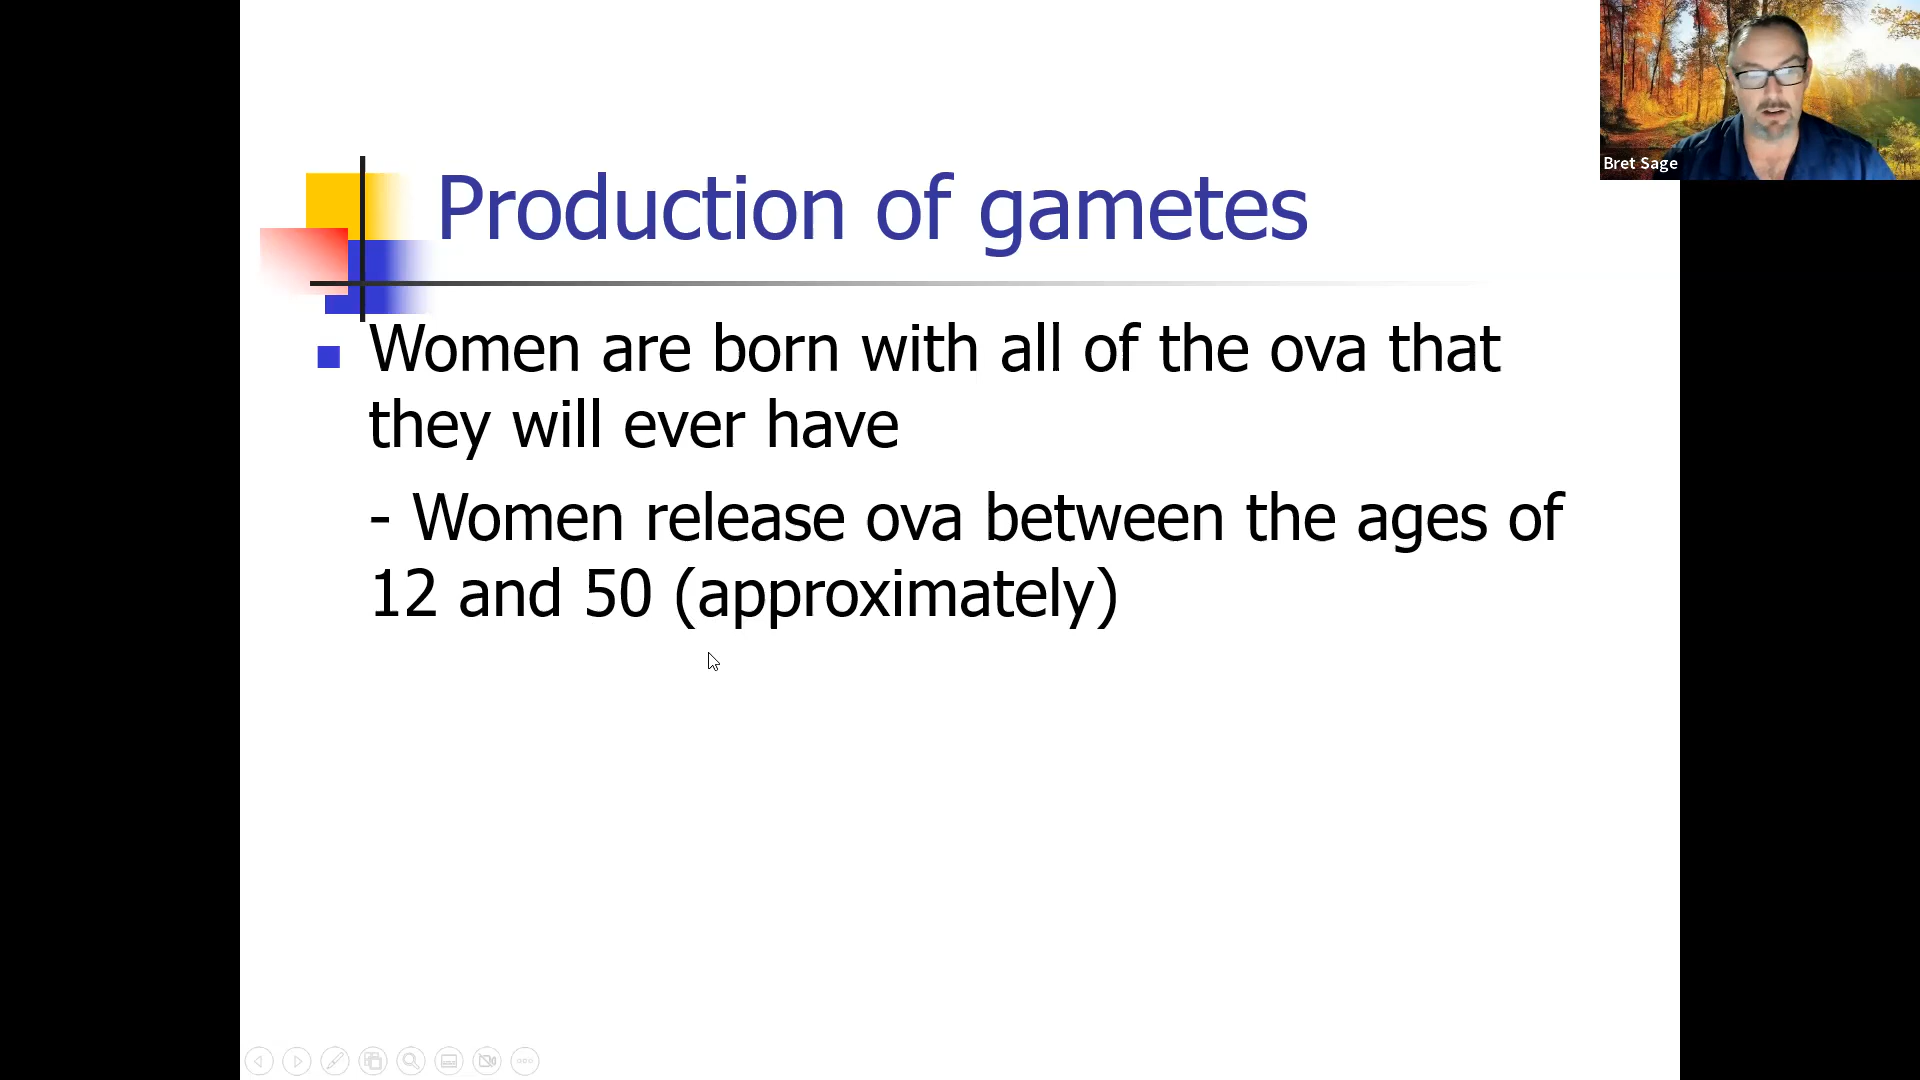 Production of gametes
Women are born with all of the ova that
they will ever have
- Women release ova between the ages of
12 and 50 (approximately)
Bret Sage